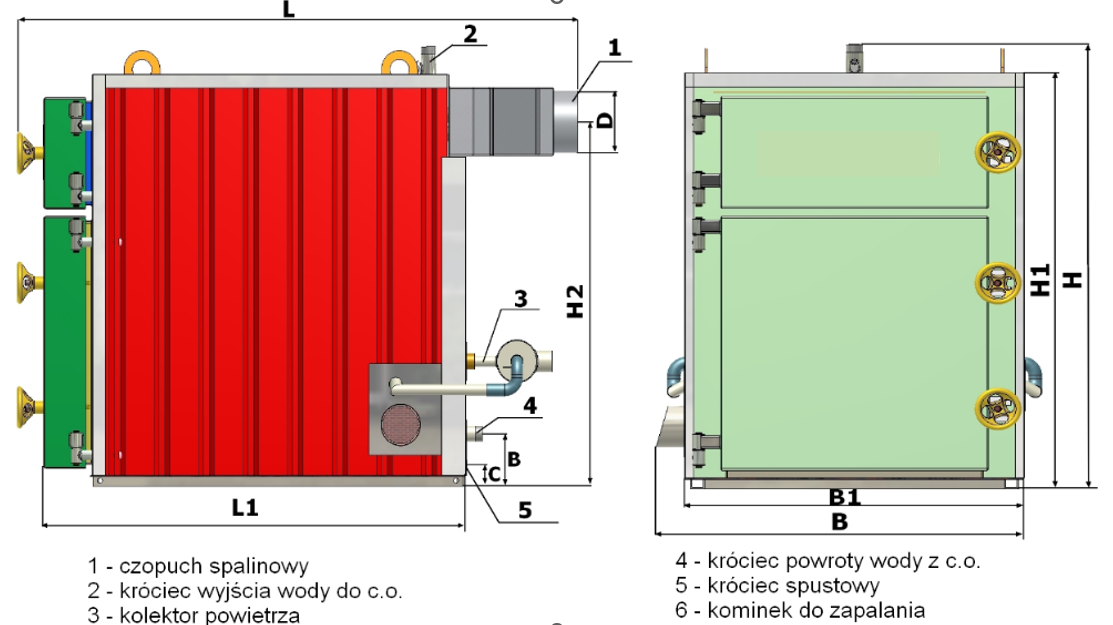 L
2
1
D
H2
3
4
B
C
L1
5
H1
H
B1
B
1 - czopuch spalinowy
2 - króciec wyjścia wody do c.o.
3 - kolektor powietrza
4 - króciec powroty wody z c.o.
5 - króciec spustowy
6 - kominek do zapalania